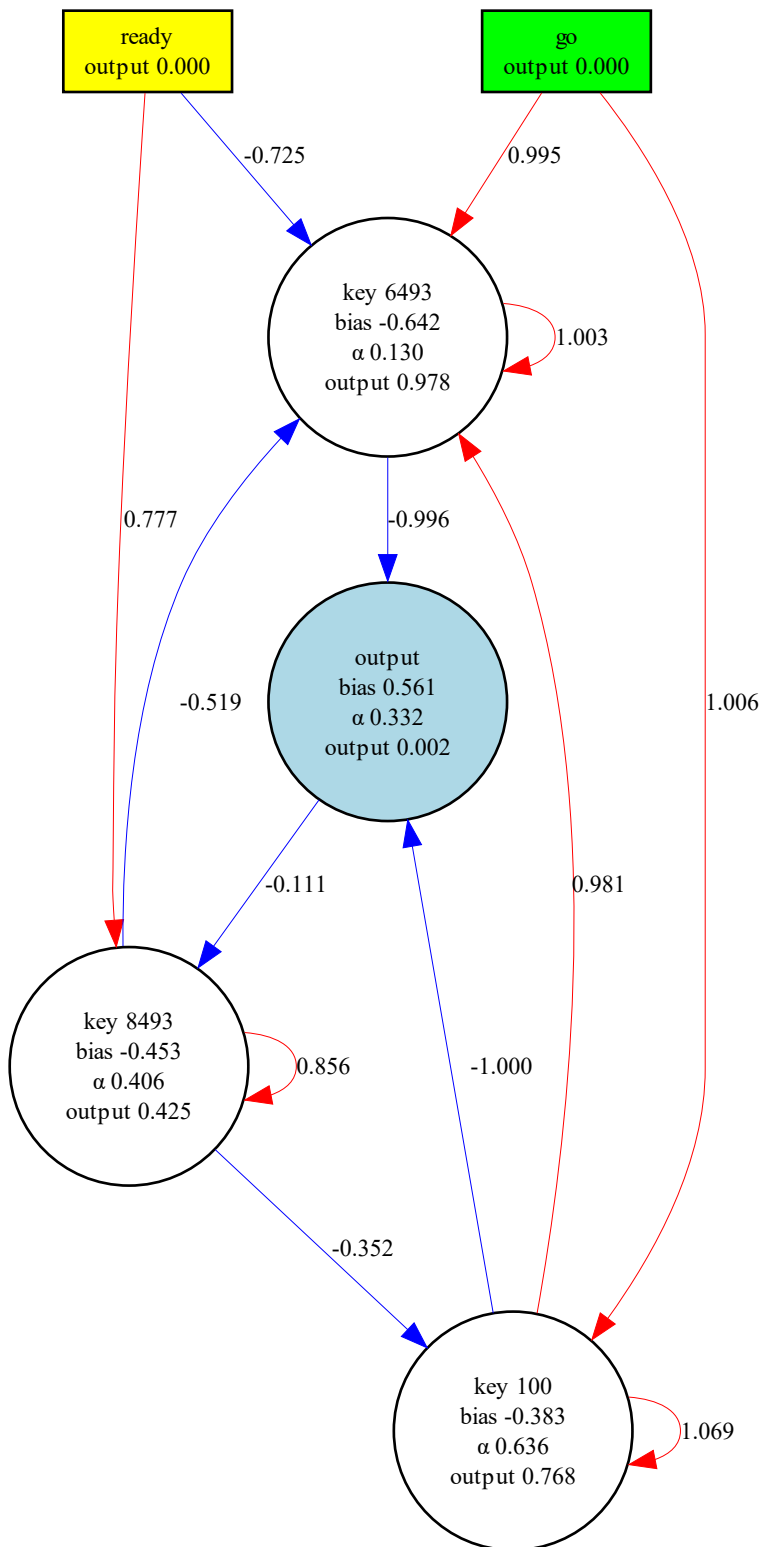 ready
output 0.000
go
output 0.000
-0.725
0.995
key 6493
bias -0.642
α 0.130
output 0.978
1.003
0.777
-0.996
output
bias 0.561
α 0.332
output 0.002
-0.519
1.006
-0.111
0.981
key 8493
bias -0.453
α 0.406
output 0.425
0.856
-1.000
-0.352
key 100
bias -0.383
α 0.636
output 0.768
1.069